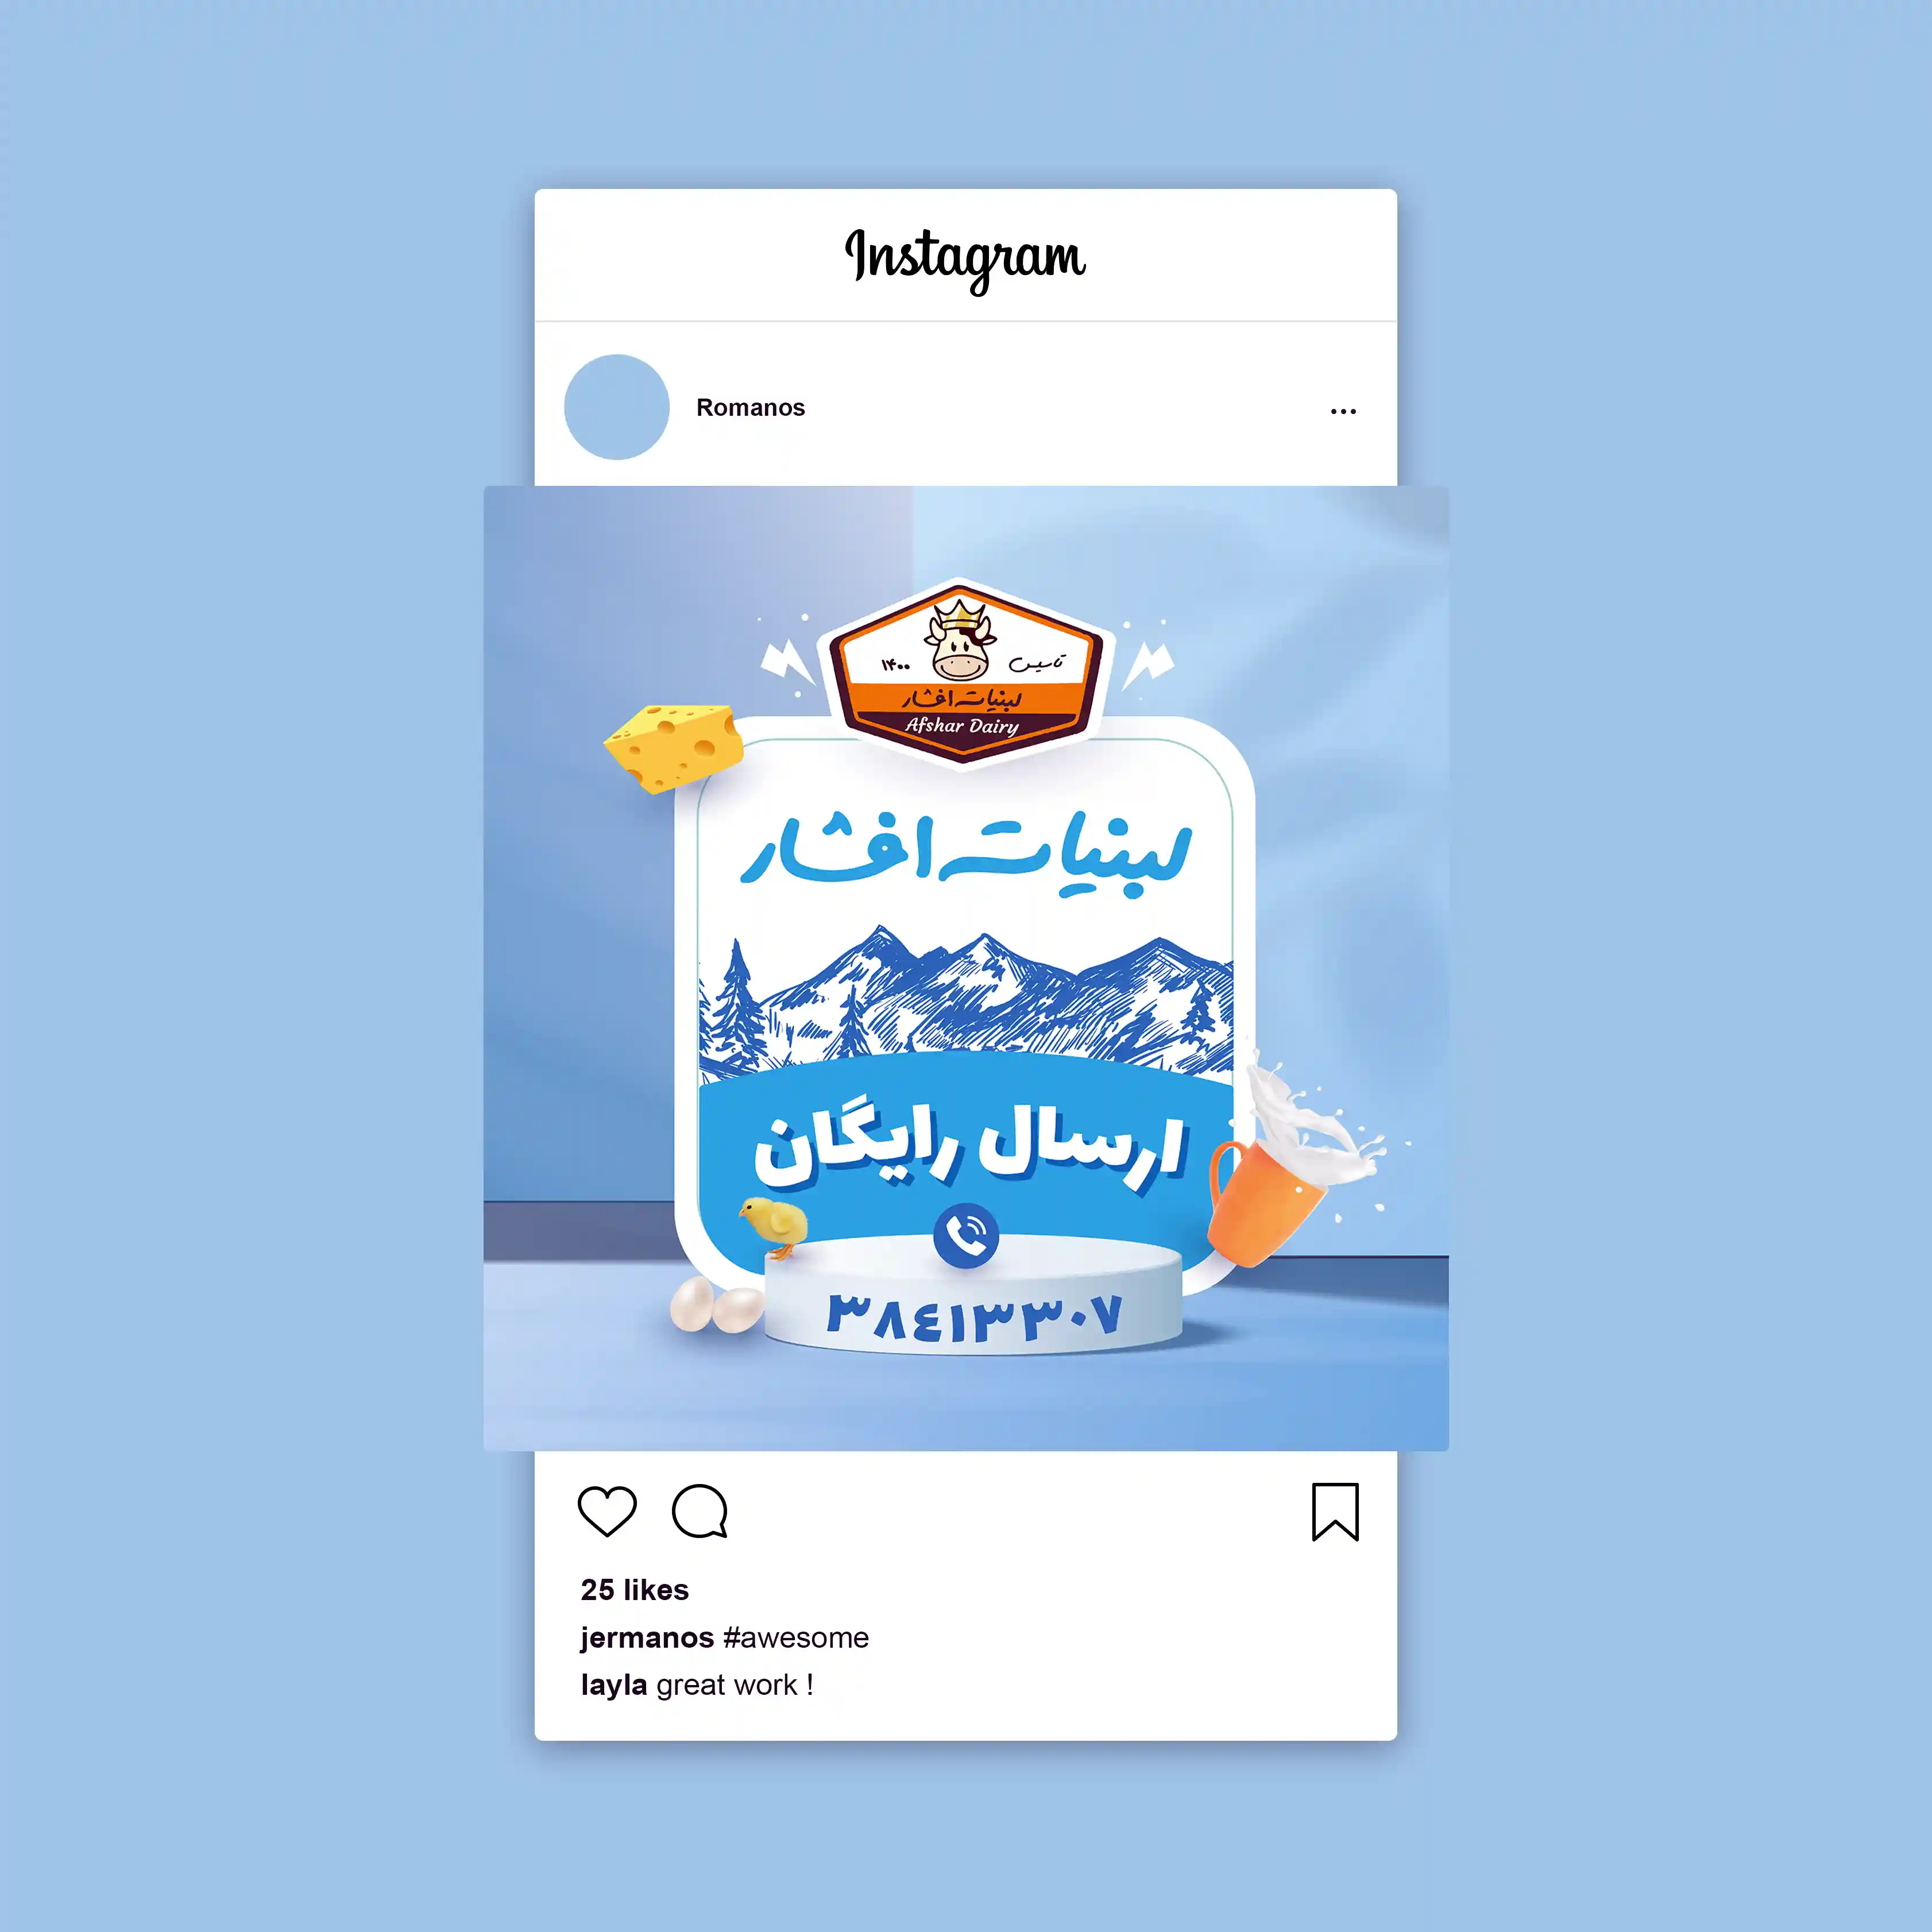 Instagram
Romanos
تاسیس ۱۴۰۰
لبنیات افشار
Afshar Dairy
لبنیات افشار
ارسال رایگان
۳۸٤۱۳۳۰۷
25 likes
jermanos #awesome
layla great work !